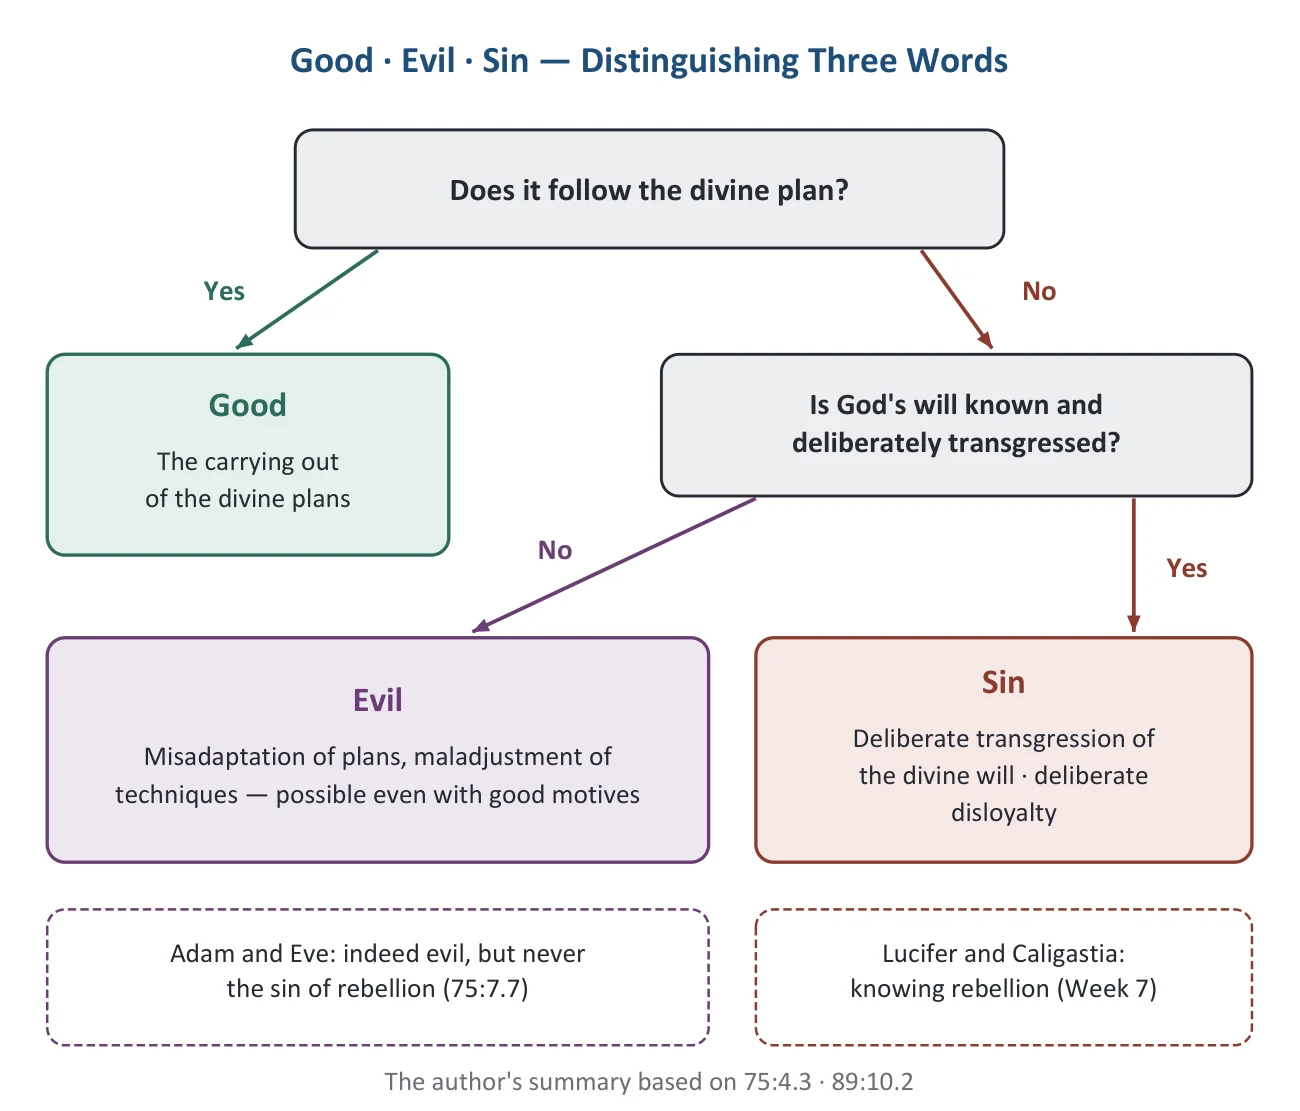 Good · Evil · Sin — Distinguishing Three Words
Does it follow the divine plan?
Yes
No
Good
The carrying out
of the divine plans
Is God's will known and
deliberately transgressed?
No
Yes
Evil
Misadaptation of plans, maladjustment of
techniques — possible even with good motives
Sin
Deliberate transgression of
the divine will · deliberate
disloyalty
Adam and Eve: indeed evil, but never
the sin of rebellion (75:7.7)
Lucifer and Caligastia:
knowing rebellion (Week 7)
The author's summary based on 75:4.3 · 89:10.2